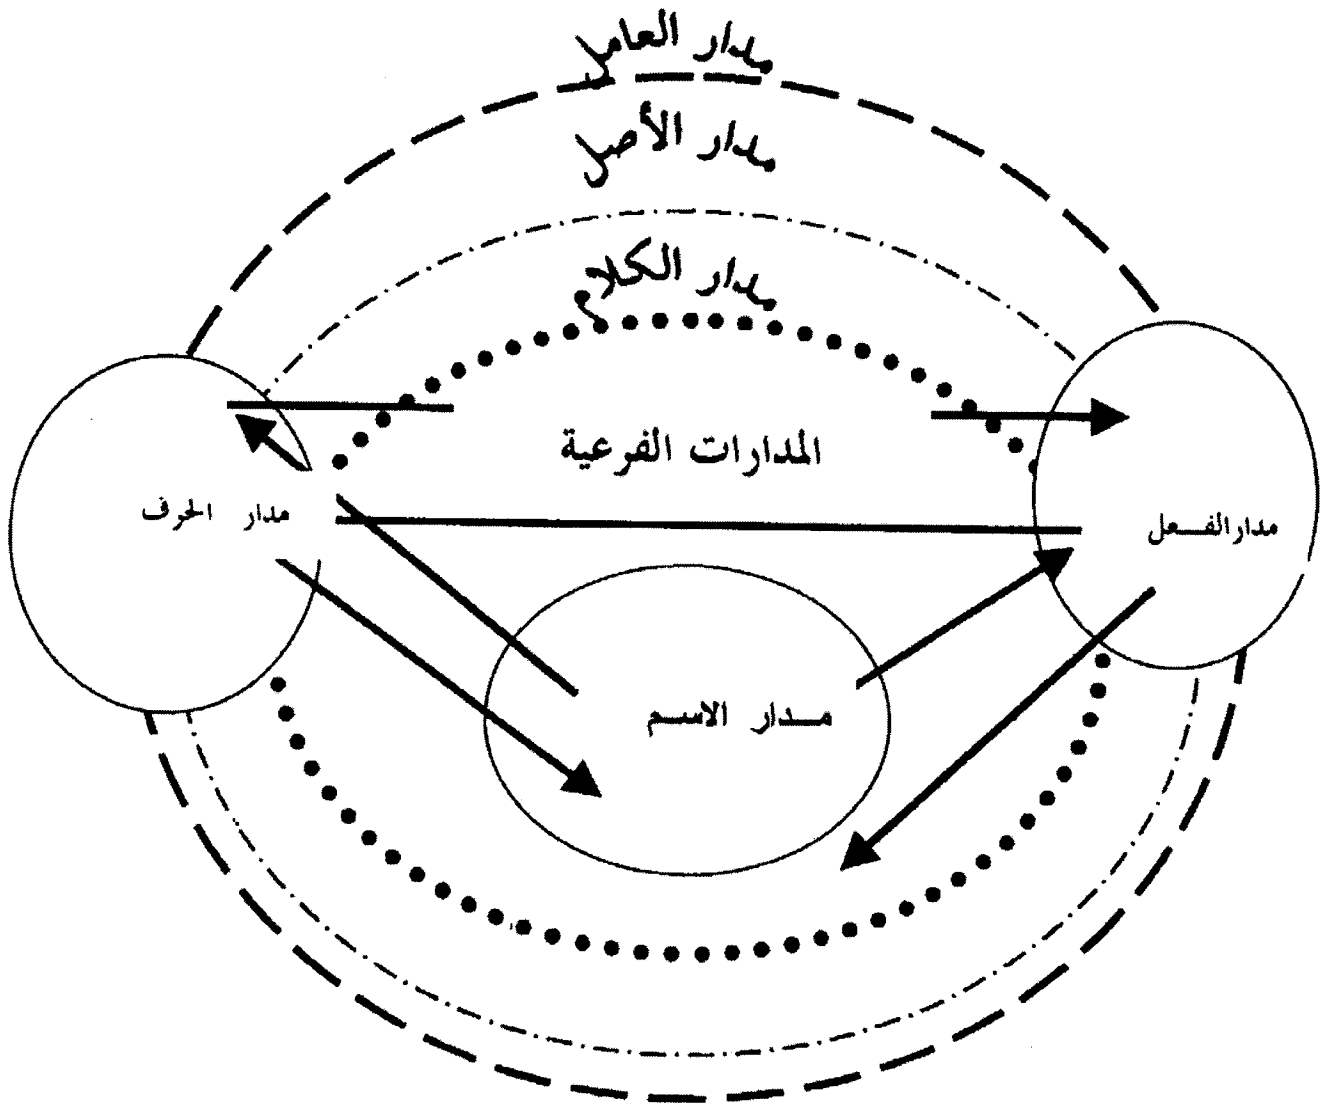 مدار العامل
مدار الأصل
مدار الكلام
المدارات الفرعية
مدار الحرف
مدار الفعل
مدار الاسم